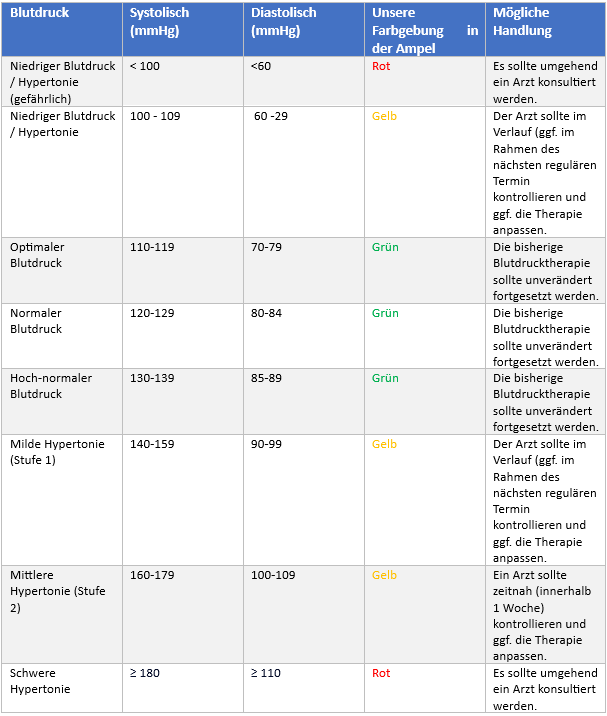 Blutdruck
Systolisch
(mmHg)
Diastolisch
(mmHg)
Unsere
Farbgebung in
der Ampel
Mögliche
Handlung
Niedriger Blutdruck
/ Hypertonie
(gefährlich)
< 100
<60
Rot
Es sollte umgehend
ein Arzt konsultiert
werden.
Niedriger Blutdruck
/ Hypertonie
100 - 109
60 -29
Gelb
Der Arzt sollte im
Verlauf (ggf. im
Rahmen des
nächsten regulären
Termin
kontrollieren und
ggf. die Therapie
anpassen.
Optimaler
Blutdruck
110-119
70-79
Grün
Die bisherige
Blutdrucktherapie
sollte unverändert
fortgesetzt werden.
Normaler
Blutdruck
120-129
80-84
Grün
Die bisherige
Blutdrucktherapie
sollte unverändert
fortgesetzt werden.
Hoch-normaler
Blutdruck
130-139
85-89
Grün
Die bisherige
Blutdrucktherapie
sollte unverändert
fortgesetzt werden.
Milde Hypertonie
(Stufe 1)
140-159
90-99
Gelb
Der Arzt sollte im
Verlauf (ggf. im
Rahmen des
nächsten regulären
Termin
kontrollieren und
ggf. die Therapie
anpassen.
Mittlere
Hypertonie (Stufe
2)
160-179
100-109
Gelb
Ein Arzt sollte
zeitnah (innerhalb
1 Woche)
kontrollieren und
ggf. die Therapie
anpassen.
Schwere
Hypertonie
≥ 180
≥ 110
Rot
Es sollte umgehend
ein Arzt konsultiert
werden.